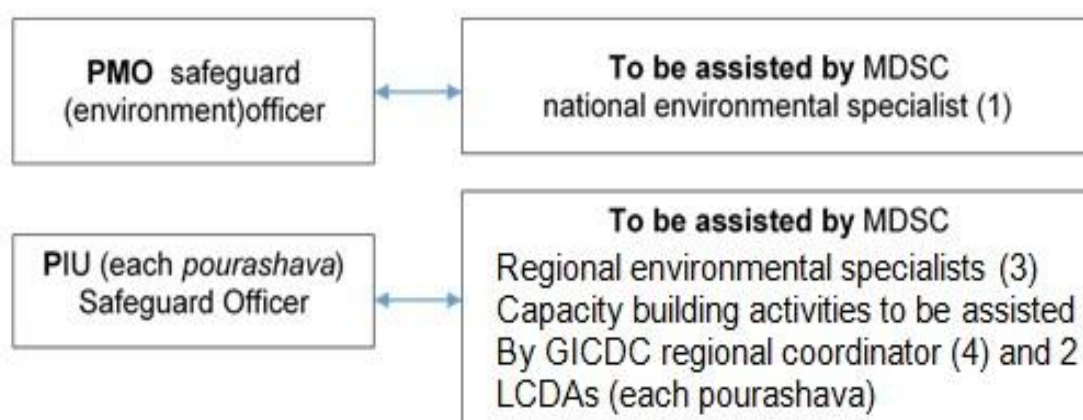 PMO safeguard
(environment)officer
To be assisted by MDSC
national environmental specialist (1)
PIU (each pourashava)
Safeguard Officer
To be assisted by MDSC
Regional environmental specialists (3)
Capacity building activities to be assisted
By GICDC regional coordinator (4) and 2
LCDAs (each pourashava)